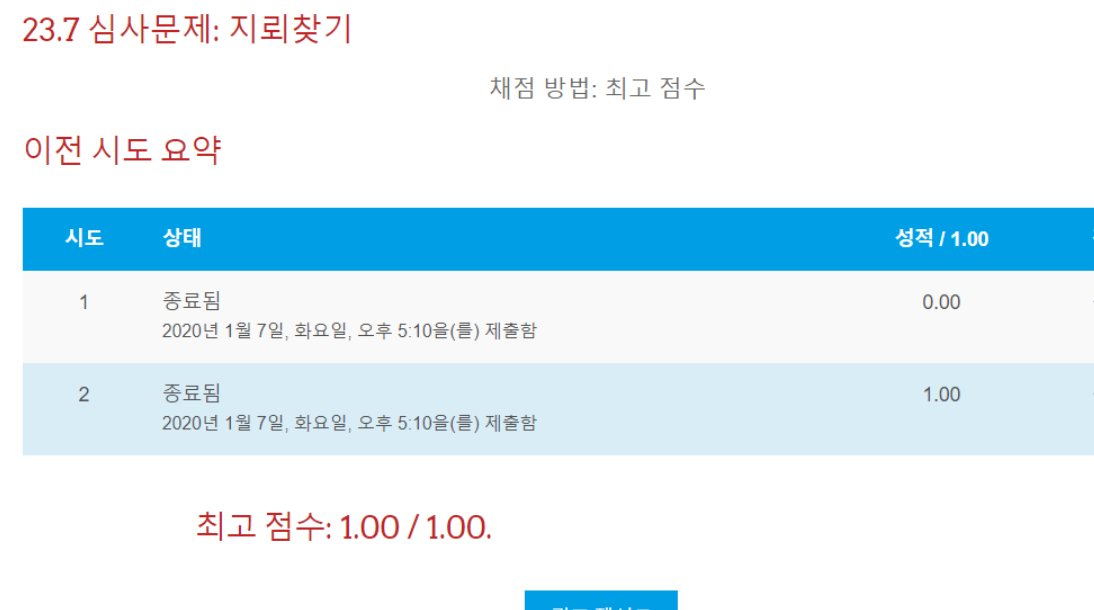 23.7 심사문제: 지뢰찾기
채점 방법: 최고 점수
이전 시도 요약
시도 상태 성적 / 1.00
1 종료됨 0.00
2020년 1월 7일, 화요일, 오후 5:10을(를) 제출함
2 종료됨 1.00
2020년 1월 7일, 화요일, 오후 5:10을(를) 제출함
최고 점수: 1.00 / 1.00.